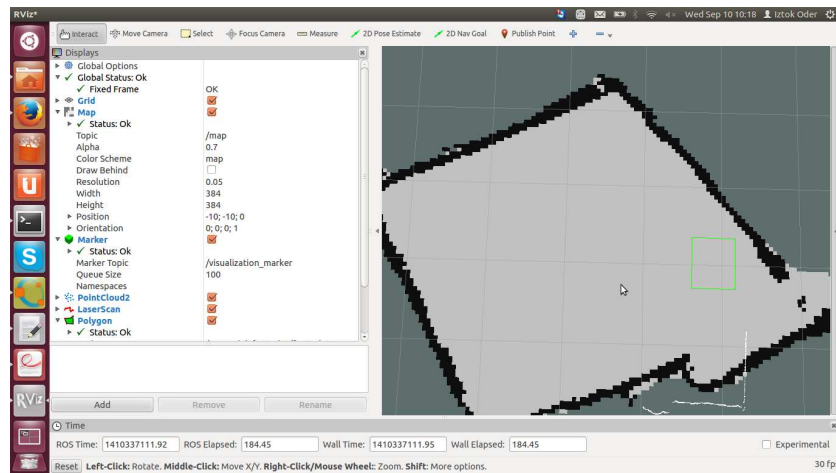 RViz*
Wed Sep 10 10:18 Iztok Oder
Interact Move Camera Select Focus Camera Measure 2D Pose Estimate 2D Nav Goal Publish Point
Displays
Global Options
Global Status: Ok
Fixed Frame OK
Grid
Map
Status: Ok
Topic /map
Alpha 0.7
Color Scheme map
Draw Behind
Resolution 0.05
Width 384
Height 384
Position -10; -10; 0
Orientation 0; 0; 0; 1
Marker
Status: Ok
Marker Topic /visualization_marker
Queue Size 100
Namespaces
PointCloud2
LaserScan
Polygon
Status: Ok
Add Remove Rename
Time
ROS Time: 1410337111.92 ROS Elapsed: 184.45 Wall Time: 1410337111.95 Wall Elapsed: 184.45 Experimental
Reset Left-Click: Rotate. Middle-Click: Move X/Y. Right-Click/Mouse Wheel: Zoom. Shift: More options. 30 fp
RViz